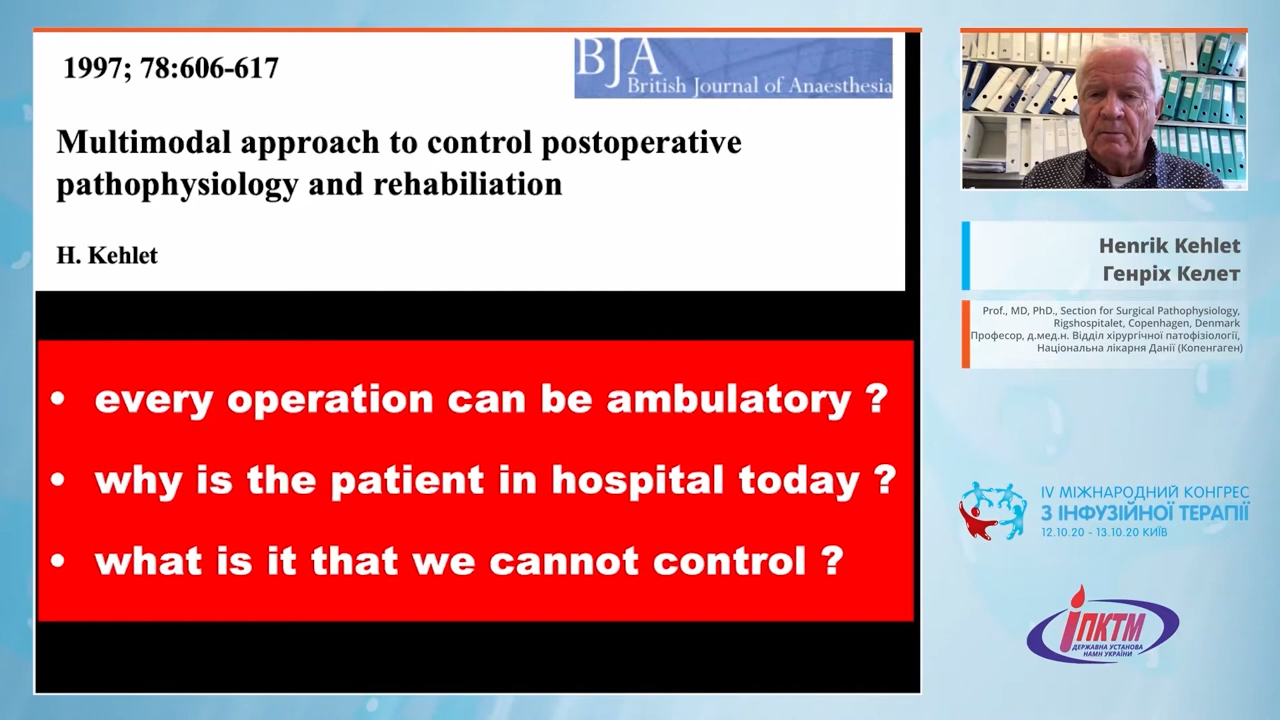 1997; 78:606-617
BJA
British Journal of Anaesthesia
Multimodal approach to control postoperative
pathophysiology and rehabiliation
H. Kehlet
• every operation can be ambulatory ?
• why is the patient in hospital today ?
• what is it that we cannot control ?
Henrik Kehlet
Генріх Келет
Prof., MD, PhD., Section for Surgical Pathophysiology,
Rigshospitalet, Copenhagen, Denmark
Професор, д.мед.н. Відділ хірургічної патофізіології,
Національна лікарня Данії (Копенгаген)
IV МІЖНАРОДНИЙ КОНГРЕС
З ІНФУЗІЙНОЇ ТЕРАПІЇ
12.10.20 - 13.10.20 КИЇВ
ІПКТМ
ДЕРЖАВНА УСТАНОВА
НАМН УКРАЇНИ